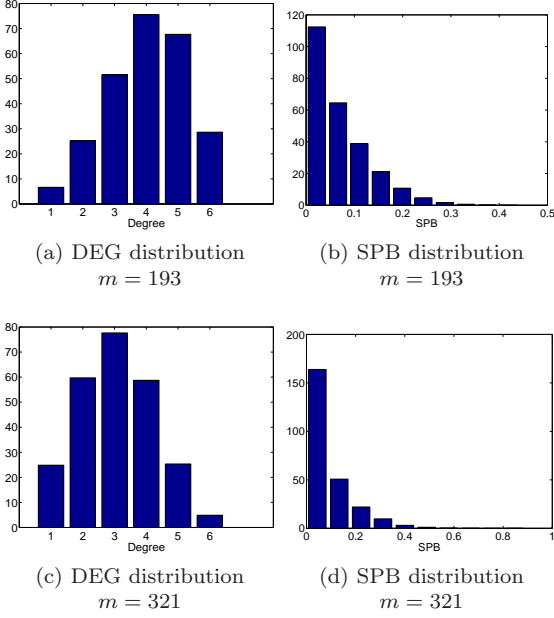 80
70
60
50
40
30
20
10
0
1 2 3 4 5 6
Degree
120
100
80
60
40
20
0
0 0.1 0.2 0.3 0.4 0.5
SPB
(a) DEG distribution
m = 193
(b) SPB distribution
m = 193
80
70
60
50
40
30
20
10
0
1 2 3 4 5 6
Degree
200
150
100
50
0
0 0.2 0.4 0.6 0.8 1
SPB
(c) DEG distribution
m = 321
(d) SPB distribution
m = 321